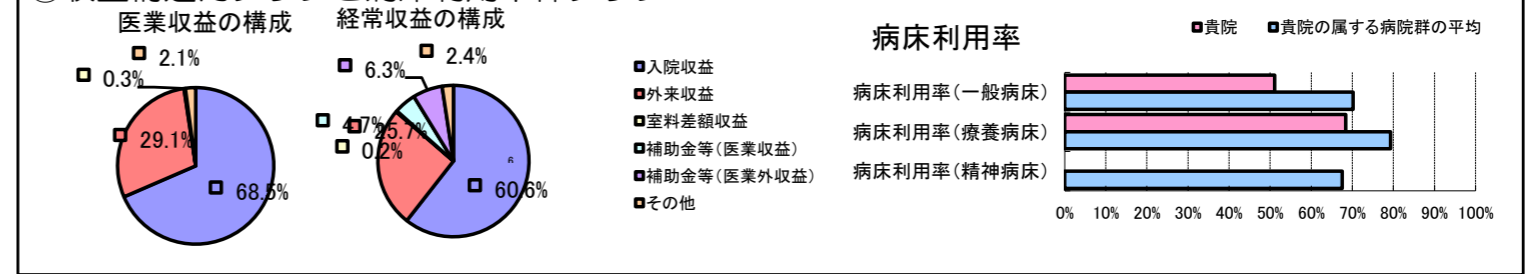 医業収益の構成
2.1%
0.3%
29.1%
68.5%
経常収益の構成
2.4%
6.3%
4.7%
25.7%
0.2%
60.6%
入院収益
外来収益
室料差額収益
補助金等(医業収益)
補助金等(医業外収益)
その他
病床利用率
貴院
貴院の属する病院群の平均
病床利用率(一般病床)
病床利用率(療養病床)
病床利用率(精神病床)
0% 10% 20% 30% 40% 50% 60% 70% 80% 90% 100%